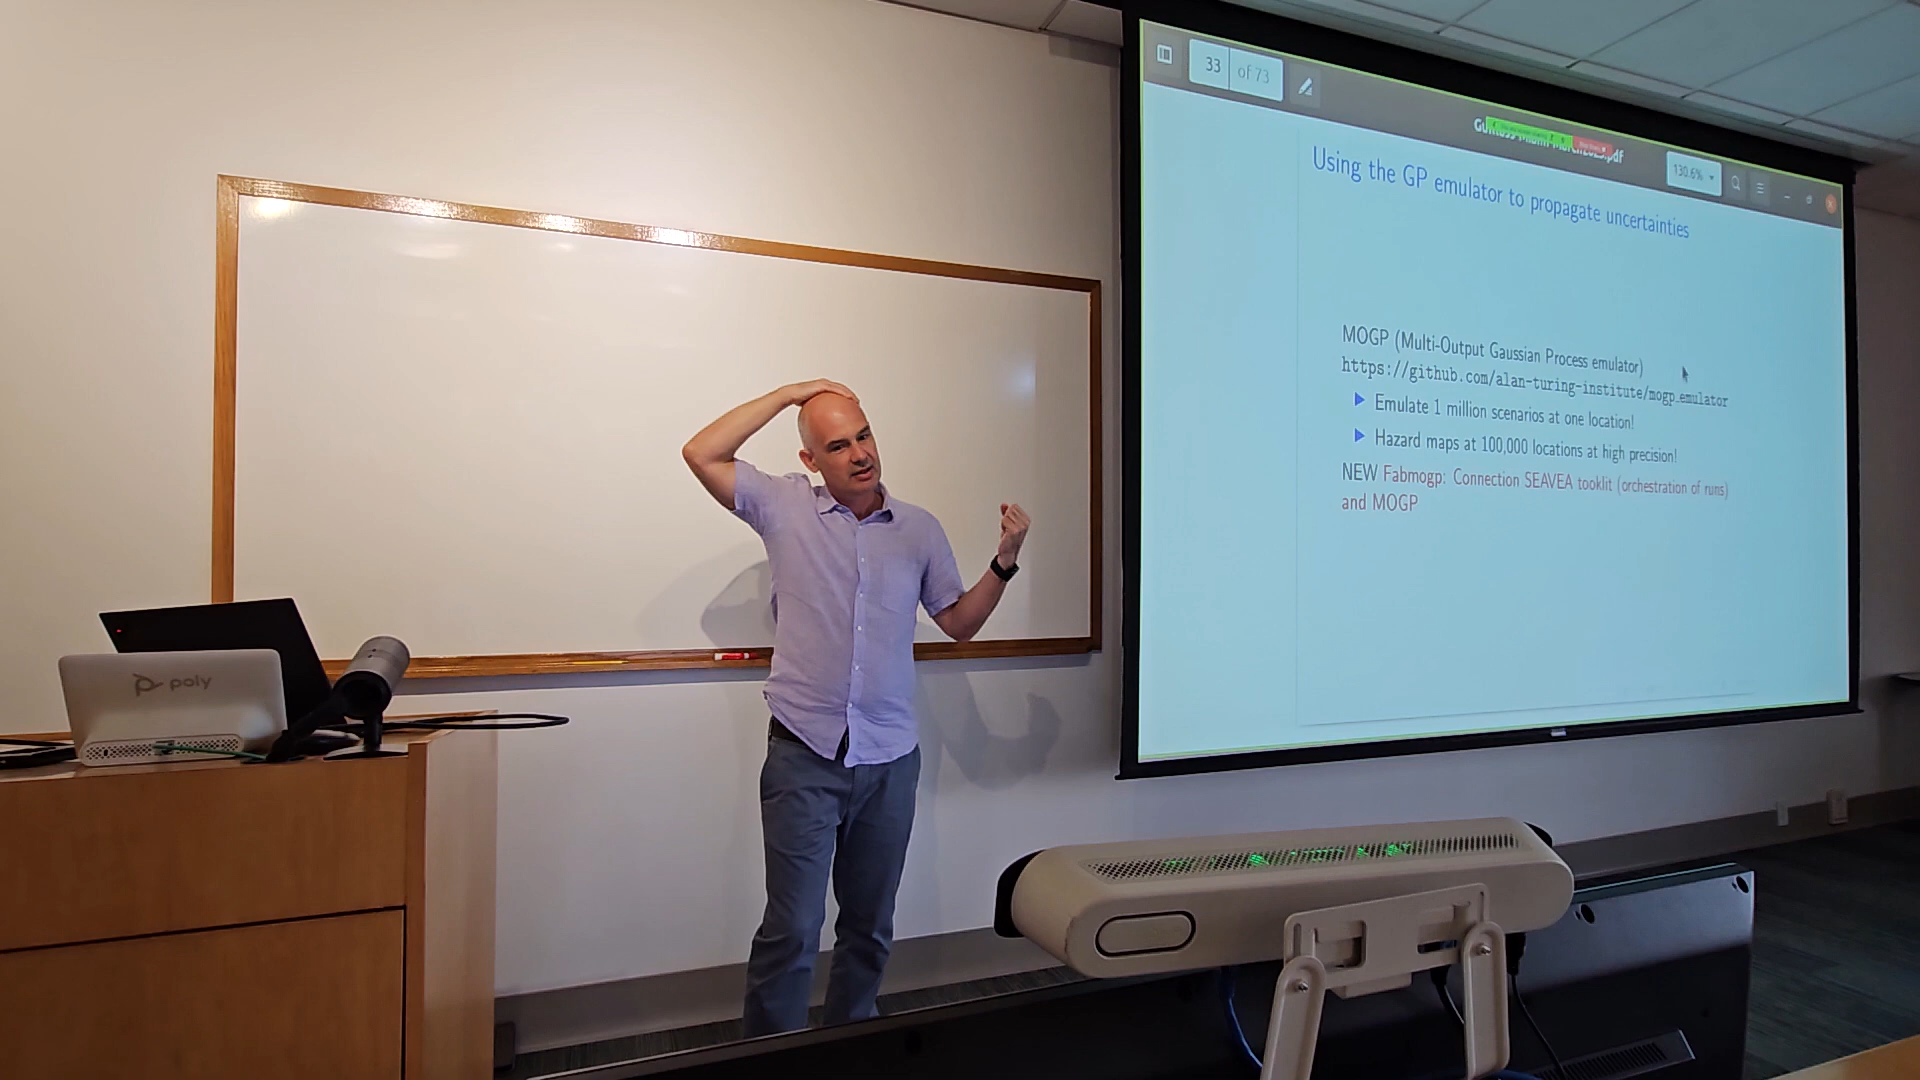 33 of 73
130.6%
Using the GP emulator to propagate uncertainties
MOGP (Multi-Output Gaussian Process emulator)
https://github.com/alan-turing-institute/mogp_emulator
Emulate 1 million scenarios at one location!
Hazard maps at 100,000 locations at high precision!
NEW Fabmogp: Connection SEAVEA tooklit (orchestration of runs)
and MOGP
poly